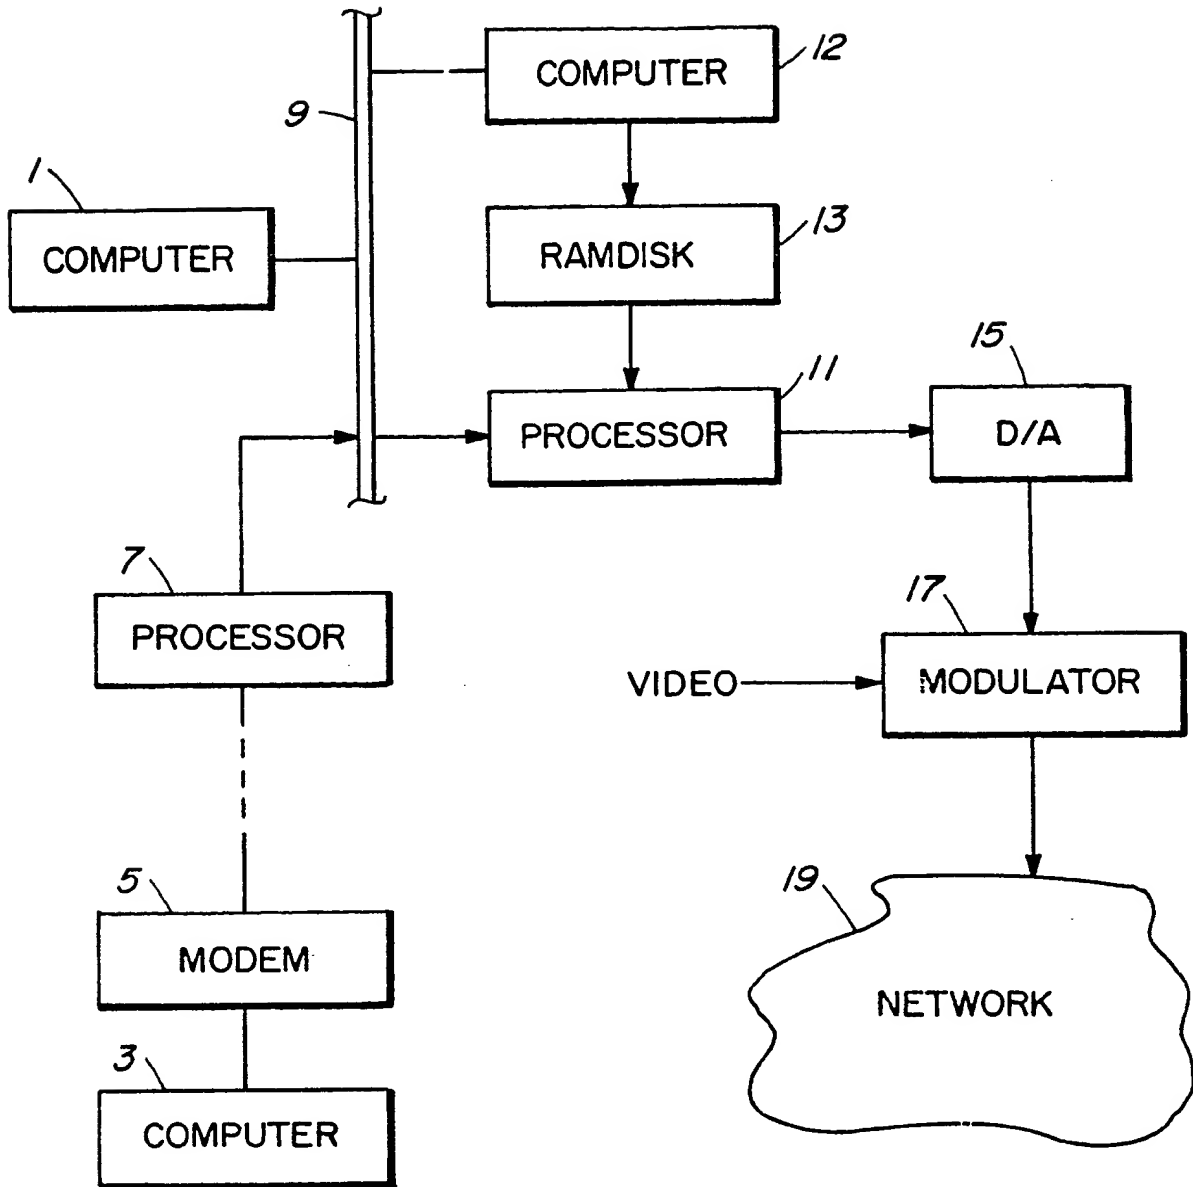 12
COMPUTER
9
1
COMPUTER
13
RAMDISK
15
11
D/A
PROCESSOR
7
17
PROCESSOR
VIDEO
MODULATOR
5
19
MODEM
NETWORK
3
COMPUTER